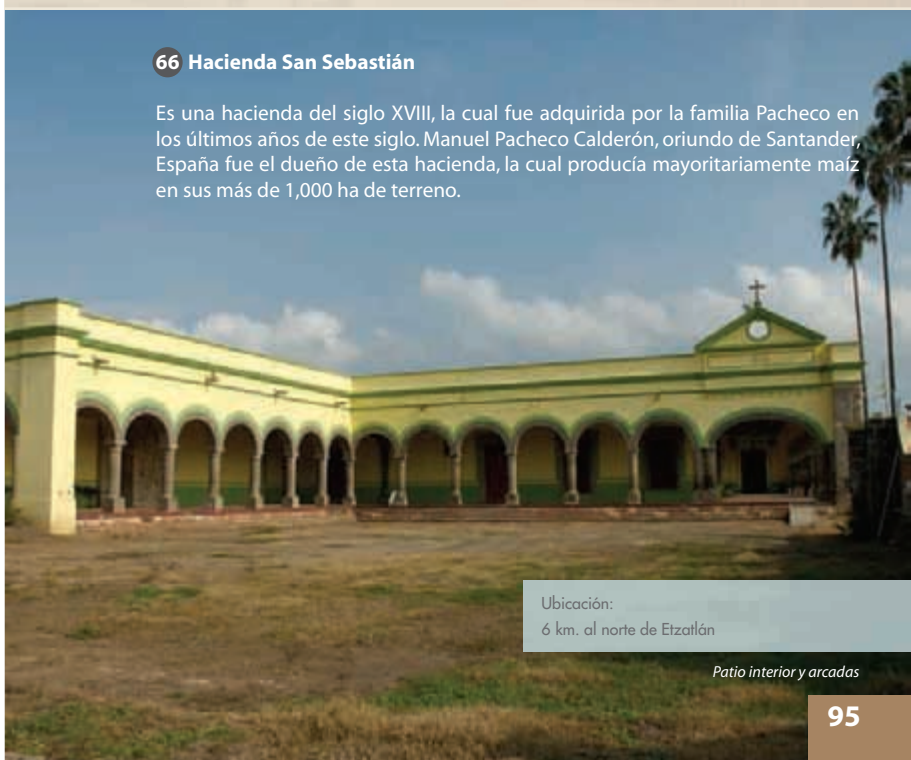 66 Hacienda San Sebastián
Es una hacienda del siglo XVIII, la cual fue adquirida por la familia Pacheco en
los últimos años de este siglo. Manuel Pacheco Calderón, oriundo de Santander,
España fue el dueño de esta hacienda, la cual producía mayoritariamente maíz
en sus más de 1,000 ha de terreno.
Ubicación:
6 km. al norte de Etzatlán
Patio interior y arcadas
95